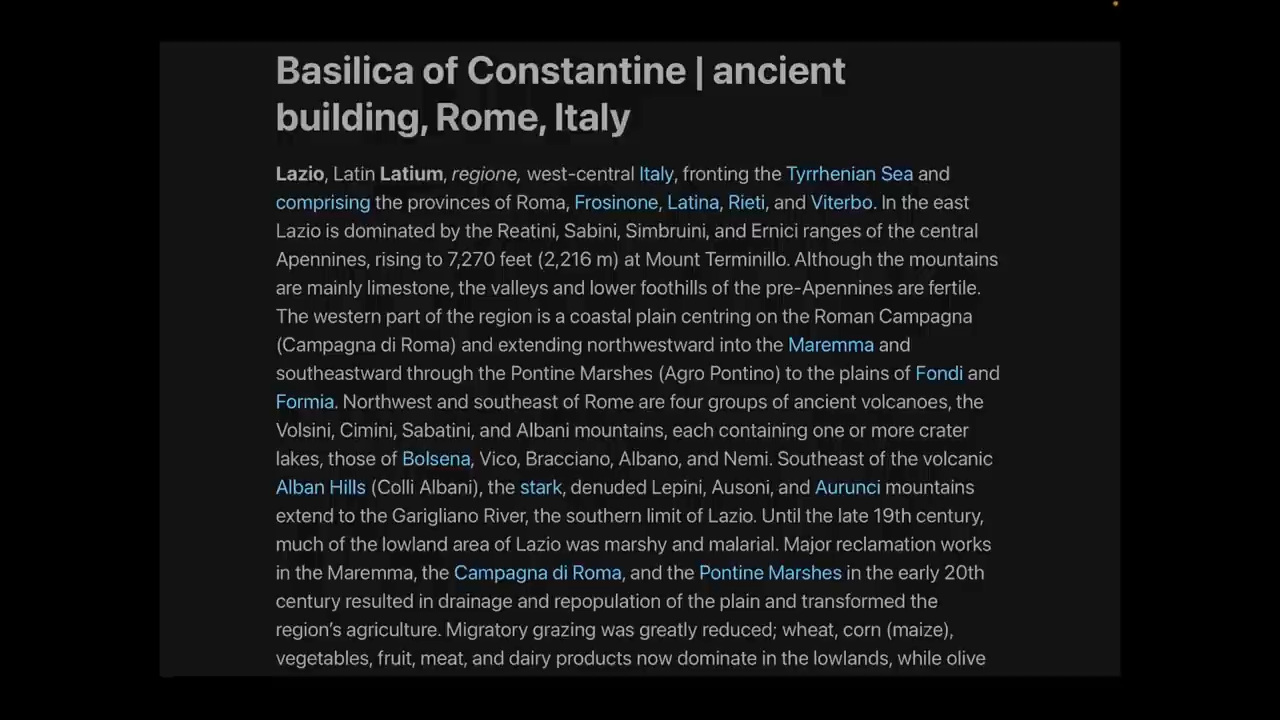 Basilica of Constantine | ancient
building, Rome, Italy
Lazio, Latin Latium, regione, west-central Italy, fronting the Tyrrhenian Sea and
comprising the provinces of Roma, Frosinone, Latina, Rieti, and Viterbo. In the east
Lazio is dominated by the Reatini, Sabini, Simbruini, and Ernici ranges of the central
Apennines, rising to 7,270 feet (2,216 m) at Mount Terminillo. Although the mountains
are mainly limestone, the valleys and lower foothills of the pre-Apennines are fertile.
The western part of the region is a coastal plain centring on the Roman Campagna
(Campagna di Roma) and extending northwestward into the Maremma and
southeastward through the Pontine Marshes (Agro Pontino) to the plains of Fondi and
Formia. Northwest and southeast of Rome are four groups of ancient volcanoes, the
Volsini, Cimini, Sabatini, and Albani mountains, each containing one or more crater
lakes, those of Bolsena, Vico, Bracciano, Albano, and Nemi. Southeast of the volcanic
Alban Hills (Colli Albani), the stark, denuded Lepini, Ausoni, and Aurunci mountains
extend to the Garigliano River, the southern limit of Lazio. Until the late 19th century,
much of the lowland area of Lazio was marshy and malarial. Major reclamation works
in the Maremma, the Campagna di Roma, and the Pontine Marshes in the early 20th
century resulted in drainage and repopulation of the plain and transformed the
region’s agriculture. Migratory grazing was greatly reduced; wheat, corn (maize),
vegetables, fruit, meat, and dairy products now dominate in the lowlands, while olive